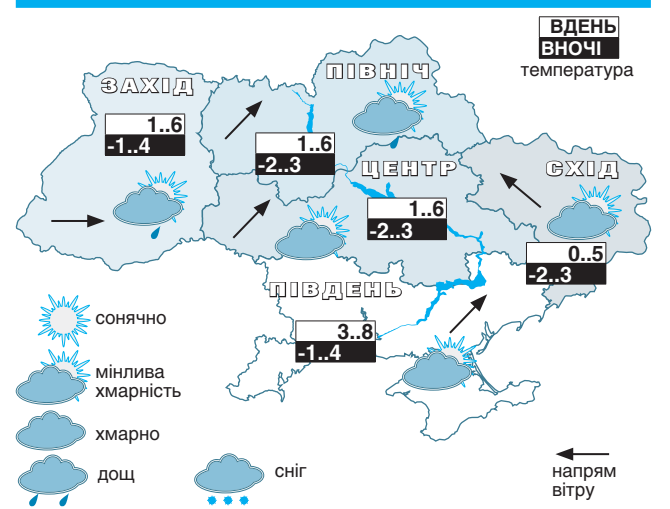 ВДЕНЬ
ВНОЧІ
температура
ПІВНІЧ
ЗАХІД
1..6
-1..4
1..6
-2..3
ЦЕНТР
СХІД
1..6
-2..3
0..5
-2..3
ПІВДЕНЬ
3..8
-1..4
сонячно
мінлива
хмарність
хмарно
дощ
сніг
напрям
вітру